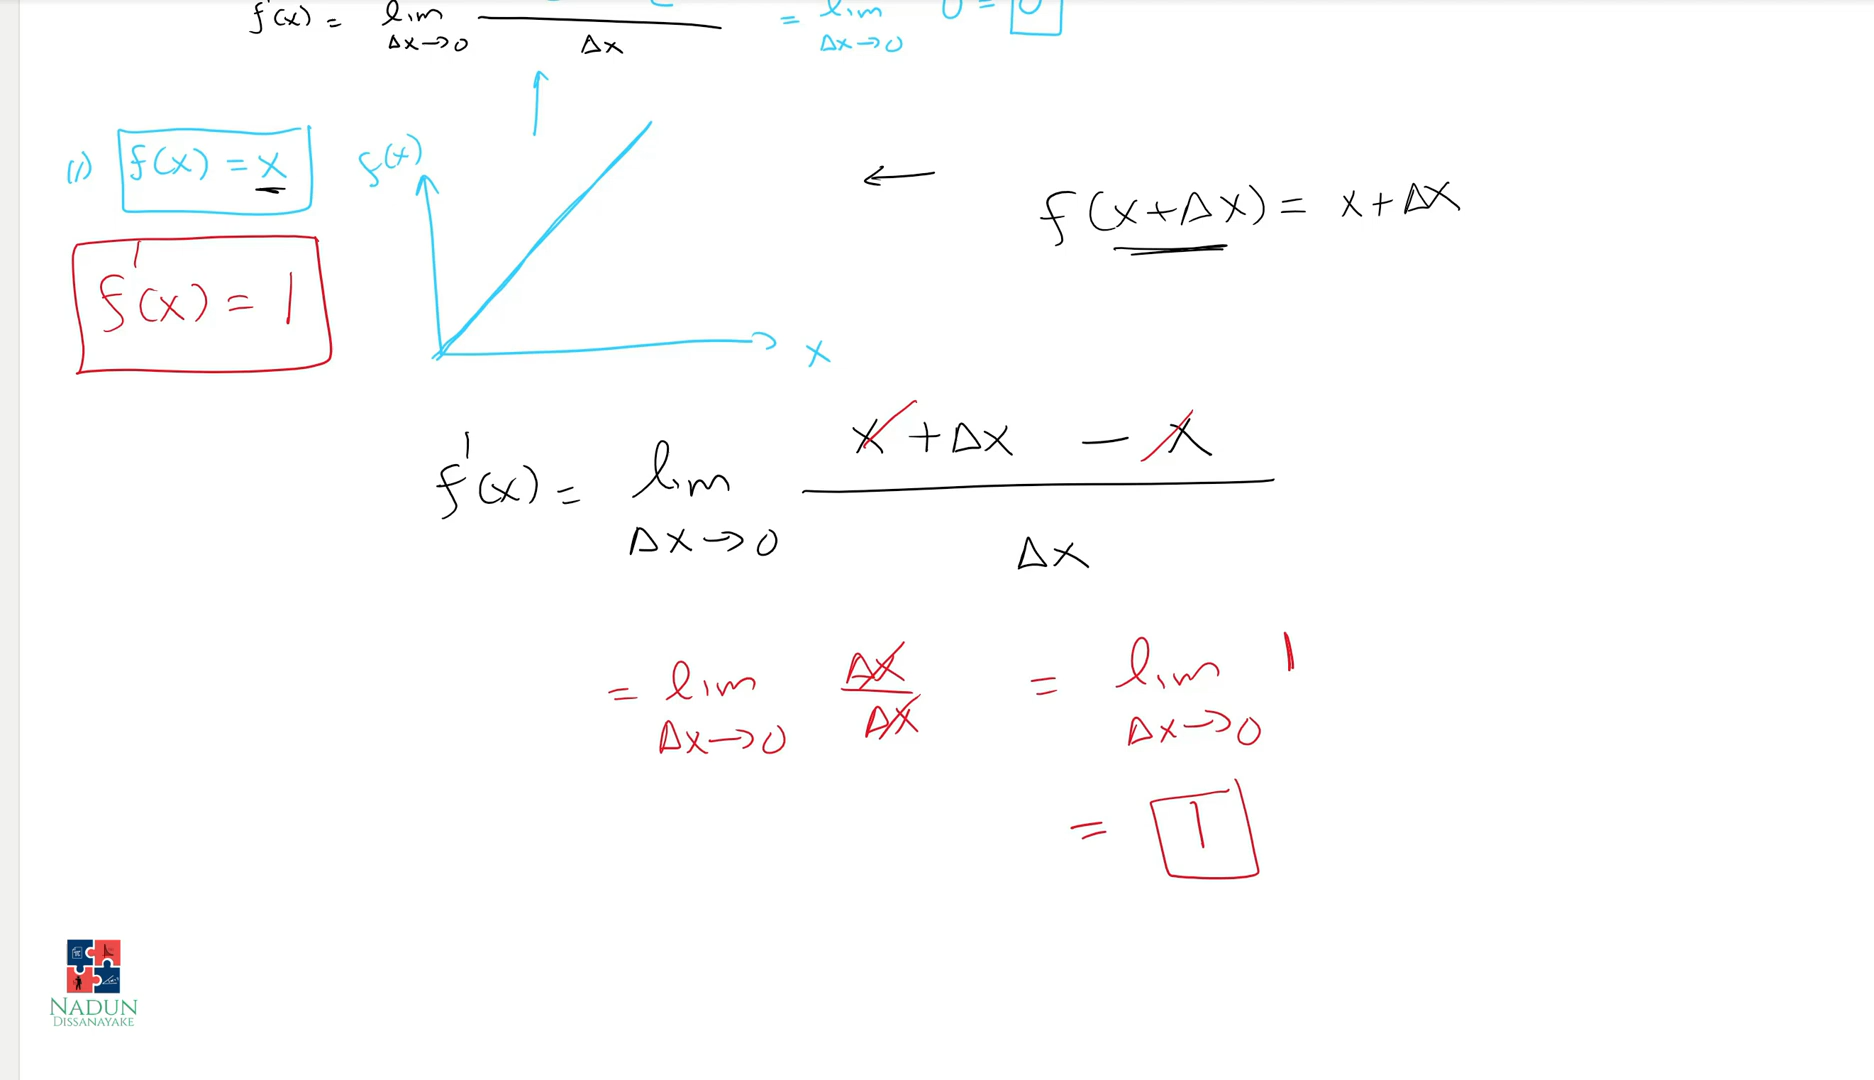 f'(x) = lim Δx→0 / Δx = lim Δx→0 0 = 0
(1) f(x) = x
f(x)
x
←
f(x+Δx) = x+Δx
f'(x) = 1
f'(x) = lim Δx→0 (x + Δx − x) / Δx
= lim Δx→0 Δx/Δx = lim Δx→0 1
= 1
NADUN
DISSANAYAKE